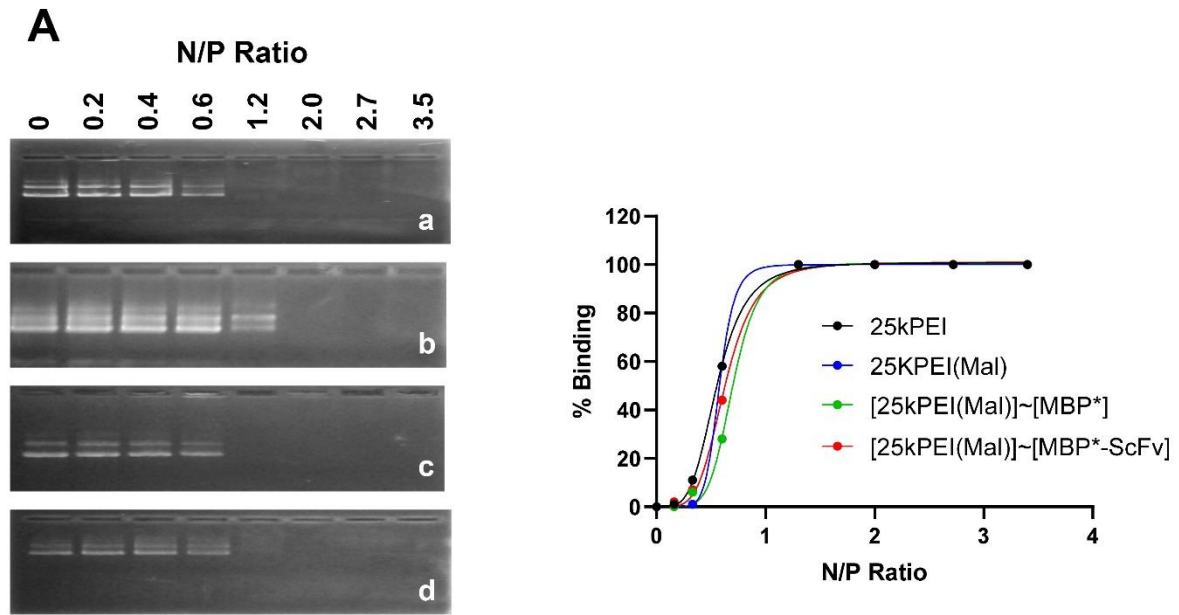 A
N/P Ratio
0 0.2 0.4 0.6 1.2 2.0 2.7 3.5
a
b
c
d
% Binding
120
100
80
60
40
20
0
25kPEI
25KPEI(Mal)
[25kPEI(Mal)]~[MBP*]
[25kPEI(Mal)]~[MBP*-ScFv]
0 1 2 3 4
N/P Ratio